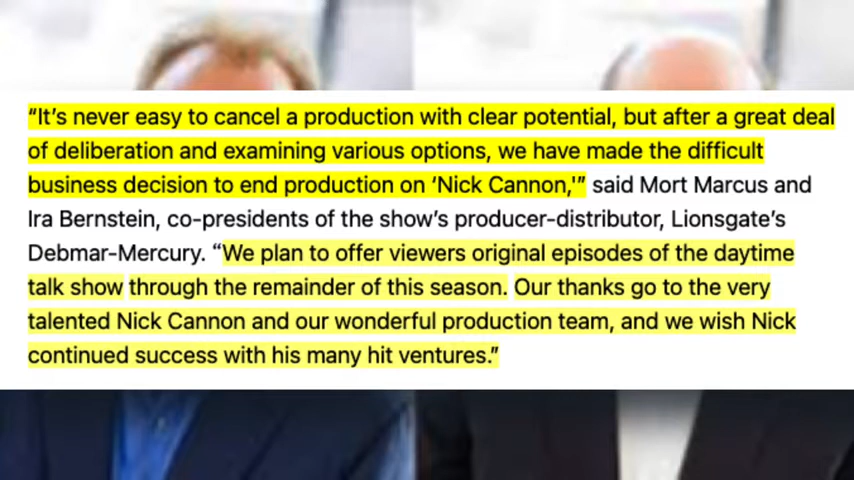 “It’s never easy to cancel a production with clear potential, but after a great deal
of deliberation and examining various options, we have made the difficult
business decision to end production on ‘Nick Cannon,'” said Mort Marcus and
Ira Bernstein, co-presidents of the show’s producer-distributor, Lionsgate’s
Debmar-Mercury. “We plan to offer viewers original episodes of the daytime
talk show through the remainder of this season. Our thanks go to the very
talented Nick Cannon and our wonderful production team, and we wish Nick
continued success with his many hit ventures.”